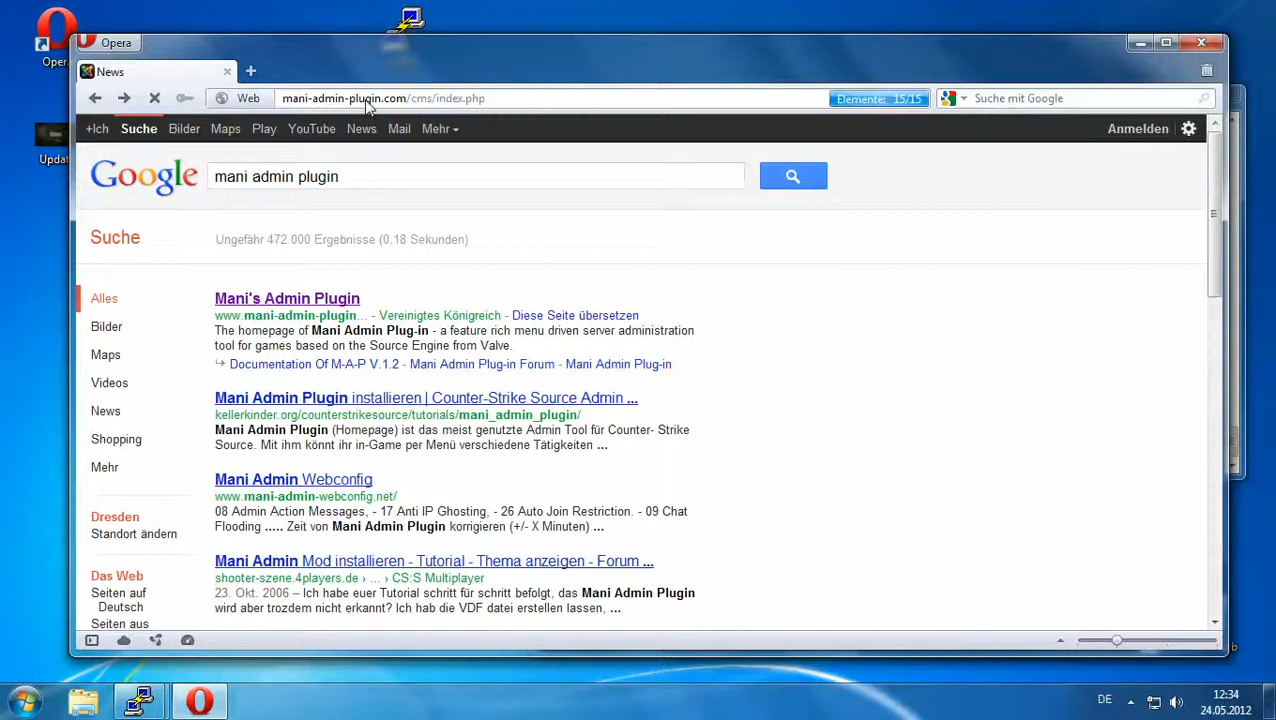 Opera
Oper
Updat
News
Web
mani-admin-plugin.com/cms/index.php
Elemente: 15/15
Suche mit Google
+Ich Suche Bilder Maps Play YouTube News Mail Mehr
Anmelden
Google
mani admin plugin
Suche
Ungefähr 472.000 Ergebnisse (0,18 Sekunden)
Alles
Bilder
Maps
Videos
News
Shopping
Mehr
Dresden
Standort ändern
Das Web
Seiten auf
Deutsch
Seiten aus
Mani's Admin Plugin
www.mani-admin-plugin... - Vereinigtes Königreich - Diese Seite übersetzen
The homepage of Mani Admin Plug-in - a feature rich menu driven server administration
tool for games based on the Source Engine from Valve.
Documentation Of M-A-P V.1.2 - Mani Admin Plug-in Forum - Mani Admin Plug-in
Mani Admin Plugin installieren | Counter-Strike Source Admin ...
kellerkinder.org/counterstrikesource/tutorials/mani_admin_plugin/
Mani Admin Plugin (Homepage) ist das meist genutzte Admin Tool für Counter- Strike
Source. Mit ihm könnt ihr in-Game per Menü verschiedene Tätigkeiten ...
Mani Admin Webconfig
www.mani-admin-webconfig.net/
08 Admin Action Messages, - 17 Anti IP Ghosting, - 26 Auto Join Restriction. - 09 Chat
Flooding ..... Zeit von Mani Admin Plugin korrigieren (+/- X Minuten) ...
Mani Admin Mod installieren - Tutorial - Thema anzeigen - Forum ...
shooter-szene.4players.de › ... › CS:S Multiplayer
23. Okt. 2006 – Ich habe euer Tutorial schritt für schritt befolgt, das Mani Admin Plugin
wird aber trozdem nicht erkannt? Ich hab die VDF datei erstellen lassen, ...
b
DE
12:34
24.05.2012